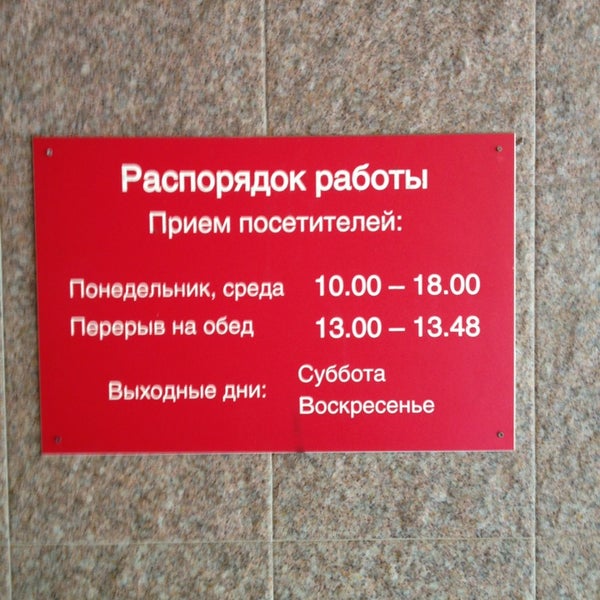 Распорядок работы
Прием посетителей:
Понедельник, среда 10.00 – 18.00
Перерыв на обед 13.00 – 13.48
Выходные дни: Суббота
Воскресенье